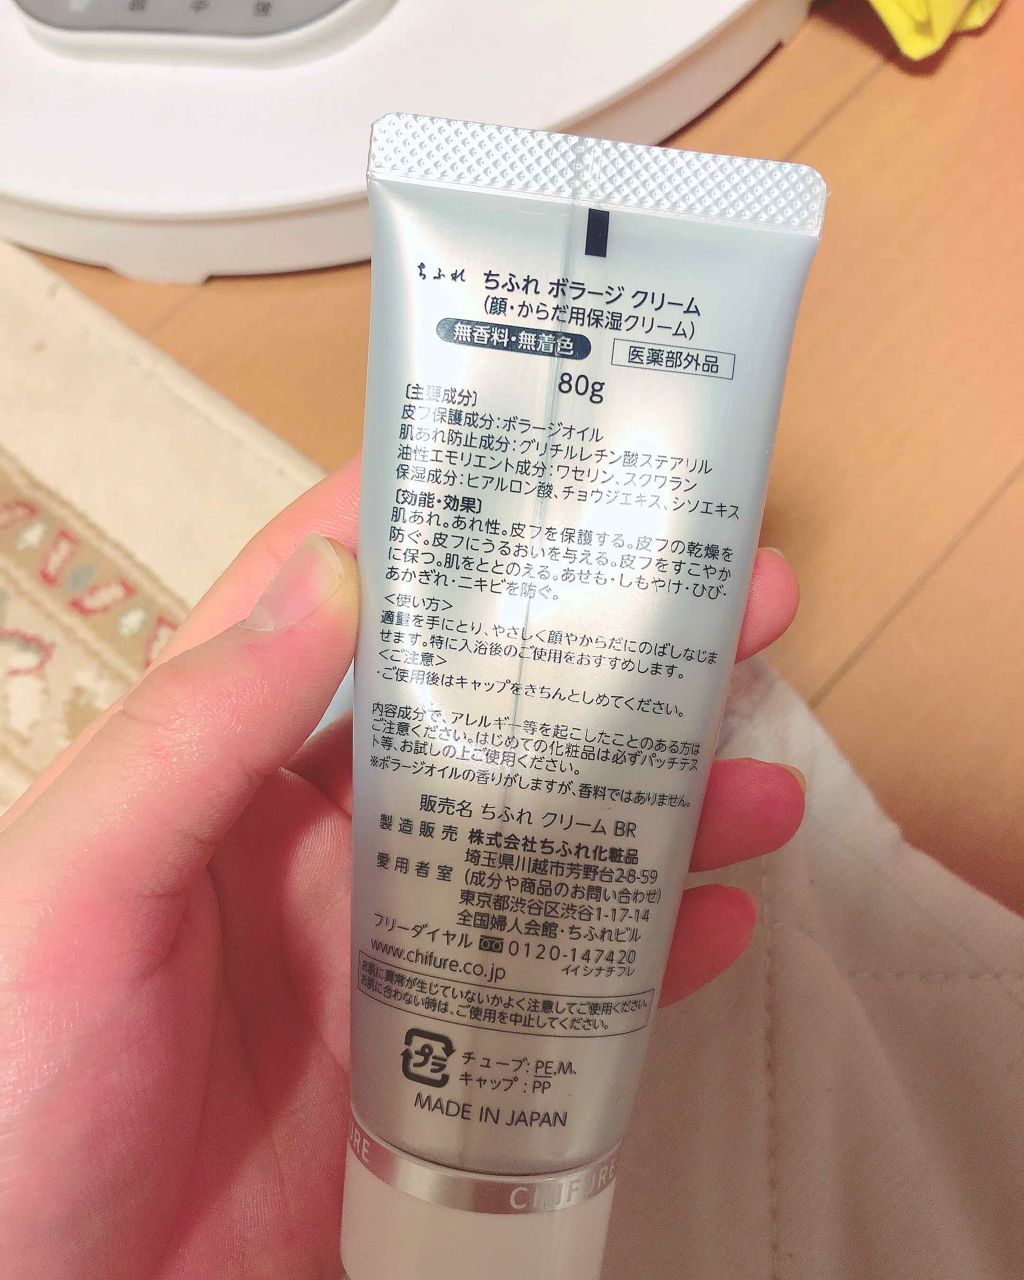 ちふれ ちふれ ボラージ クリーム
(顔・からだ用保湿クリーム)
無香料・無着色 医薬部外品
80g
〔主要成分〕
皮フ保護成分:ボラージオイル
肌あれ防止成分:グリチルレチン酸ステアリル
油性エモリエント成分:ワセリン、スクワラン
保湿成分:ヒアルロン酸、チョウジエキス、シソエキス
〔効能・効果〕
肌あれ。あれ性。皮フを保護する。皮フの乾燥を
防ぐ。皮フにうるおいを与える。皮フをすこやか
に保つ。肌をととのえる。あせも・しもやけ・ひび・
あかぎれ・ニキビを防ぐ。
<使い方>
適量を手にとり、やさしく顔やからだにのばしなじま
せます。特に入浴後のご使用をおすすめします。
<ご注意>
・ご使用後はキャップをきちんとしめてください。
内容成分で、アレルギー等を起こしたことのある方は
ご注意ください。はじめての化粧品は必ずパッチテス
ト等、お試しの上ご使用ください。
※ボラージオイルの香りがしますが、香料ではありません。
販売名 ちふれ クリーム BR
製造販売 株式会社ちふれ化粧品
埼玉県川越市芳野台2-8-59
愛用者室 (成分や商品のお問い合わせ)
東京都渋谷区渋谷1-17-14
全国婦人会館・ちふれビル
フリーダイヤル 0120-147420
www.chifure.co.jp イイシナチフレ
お肌に異常が生じていないかよく注意してご使用ください。
お肌に合わない時は、ご使用を中止してください。
プラ チューブ:PE,M、
キャップ:PP
MADE IN JAPAN
URE CHIFURE